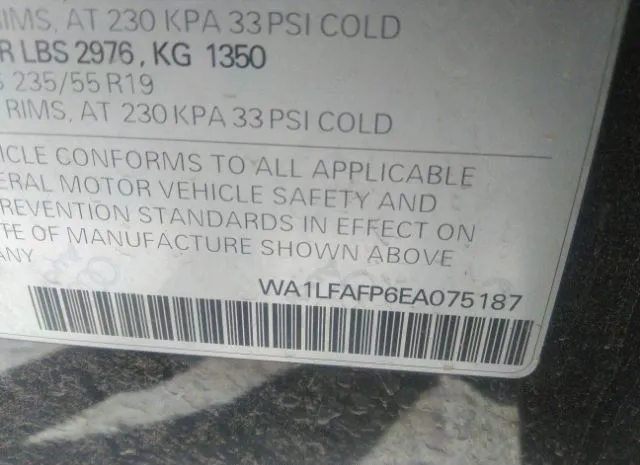 RIMS, AT 230 KPA 33 PSI COLD
R LBS 2976, KG 1350
235/55 R19
RIMS, AT 230 KPA 33 PSI COLD
ICLE CONFORMS TO ALL APPLICABLE
ERAL MOTOR VEHICLE SAFETY AND
REVENTION STANDARDS IN EFFECT ON
TE OF MANUFACTURE SHOWN ABOVE
ANY
WA1LFAFP6EA075187